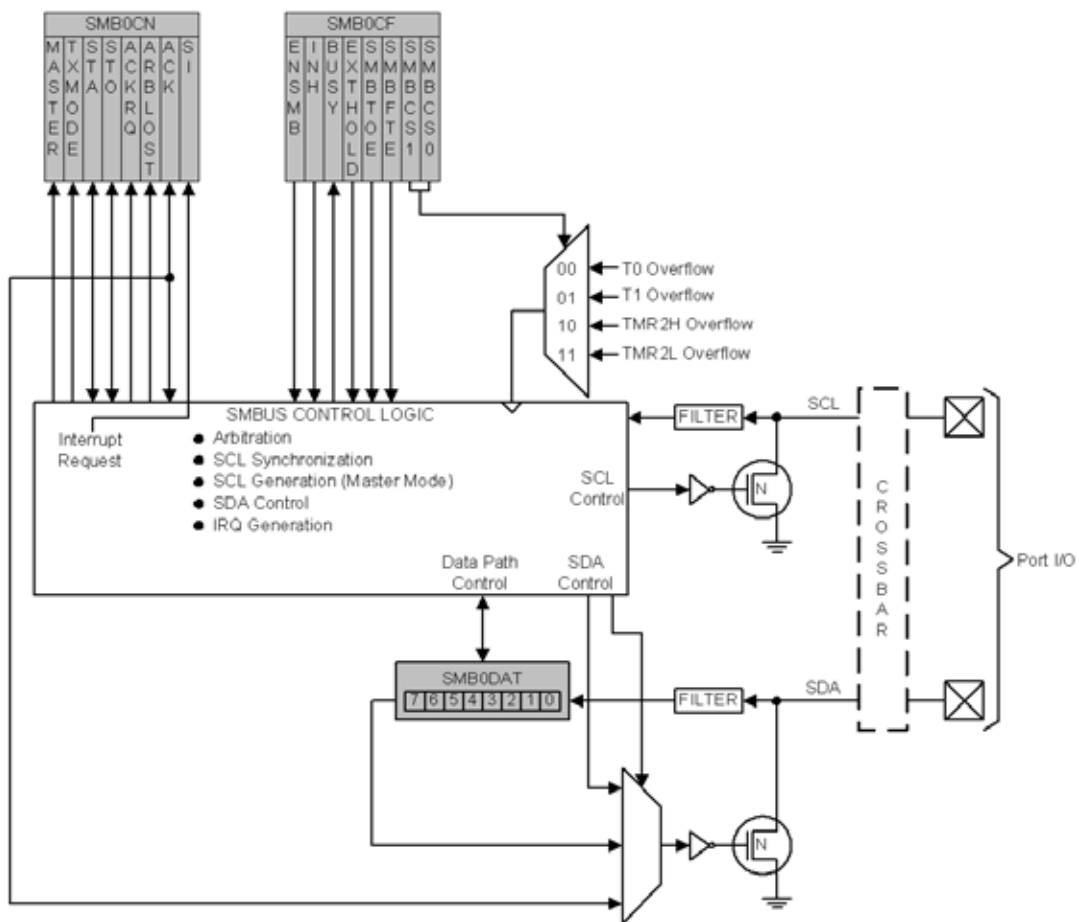 SMB0CN
MASTER
TXMODE
STA
STO
ACKRQ
ARBLOST
ACK
SI
SMB0CF
ENSMB
INH
BUSY
EXTHOLD
SMBTOE
SMBFTE
SMBCS1
SMBCS0
00
T0 Overflow
01
T1 Overflow
10
TMR2H Overflow
11
TMR2L Overflow
SMBUS CONTROL LOGIC
Interrupt
Request
Arbitration
SCL Synchronization
SCL Generation (Master Mode)
SDA Control
IRQ Generation
SCL
Control
Data Path
Control
SDA
Control
FILTER
SCL
N
CROSSBAR
Port I/O
SMB0DAT
7 6 5 4 3 2 1 0
FILTER
SDA
N